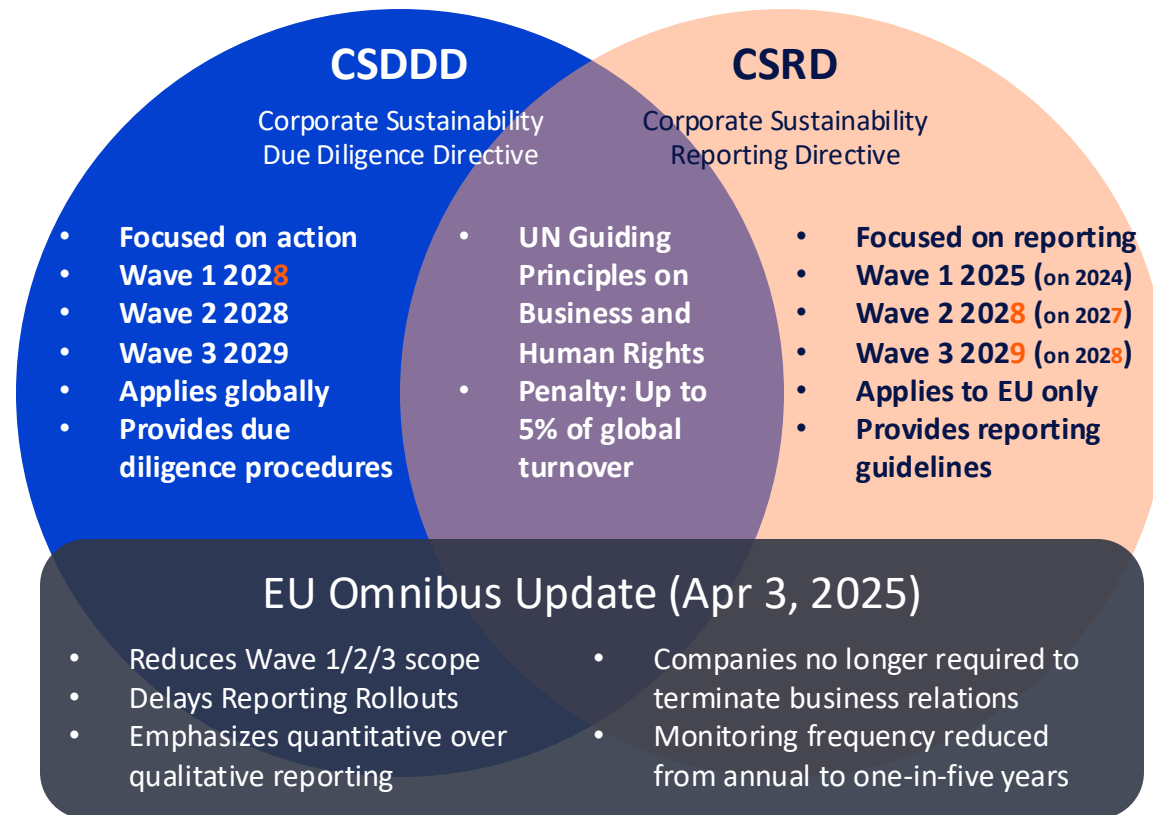 CSDDD
Corporate Sustainability
Due Diligence Directive
• Focused on action
• Wave 1 2028
• Wave 2 2028
• Wave 3 2029
• Applies globally
• Provides due
diligence procedures
• UN Guiding
Principles on
Business and
Human Rights
• Penalty: Up to
5% of global
turnover
CSRD
Corporate Sustainability
Reporting Directive
• Focused on reporting
• Wave 1 2025 (on 2024)
• Wave 2 2028 (on 2027)
• Wave 3 2029 (on 2028)
• Applies to EU only
• Provides reporting
guidelines
EU Omnibus Update (Apr 3, 2025)
• Reduces Wave 1/2/3 scope
• Delays Reporting Rollouts
• Emphasizes quantitative over
qualitative reporting
• Companies no longer required to
terminate business relations
• Monitoring frequency reduced
from annual to one-in-five years